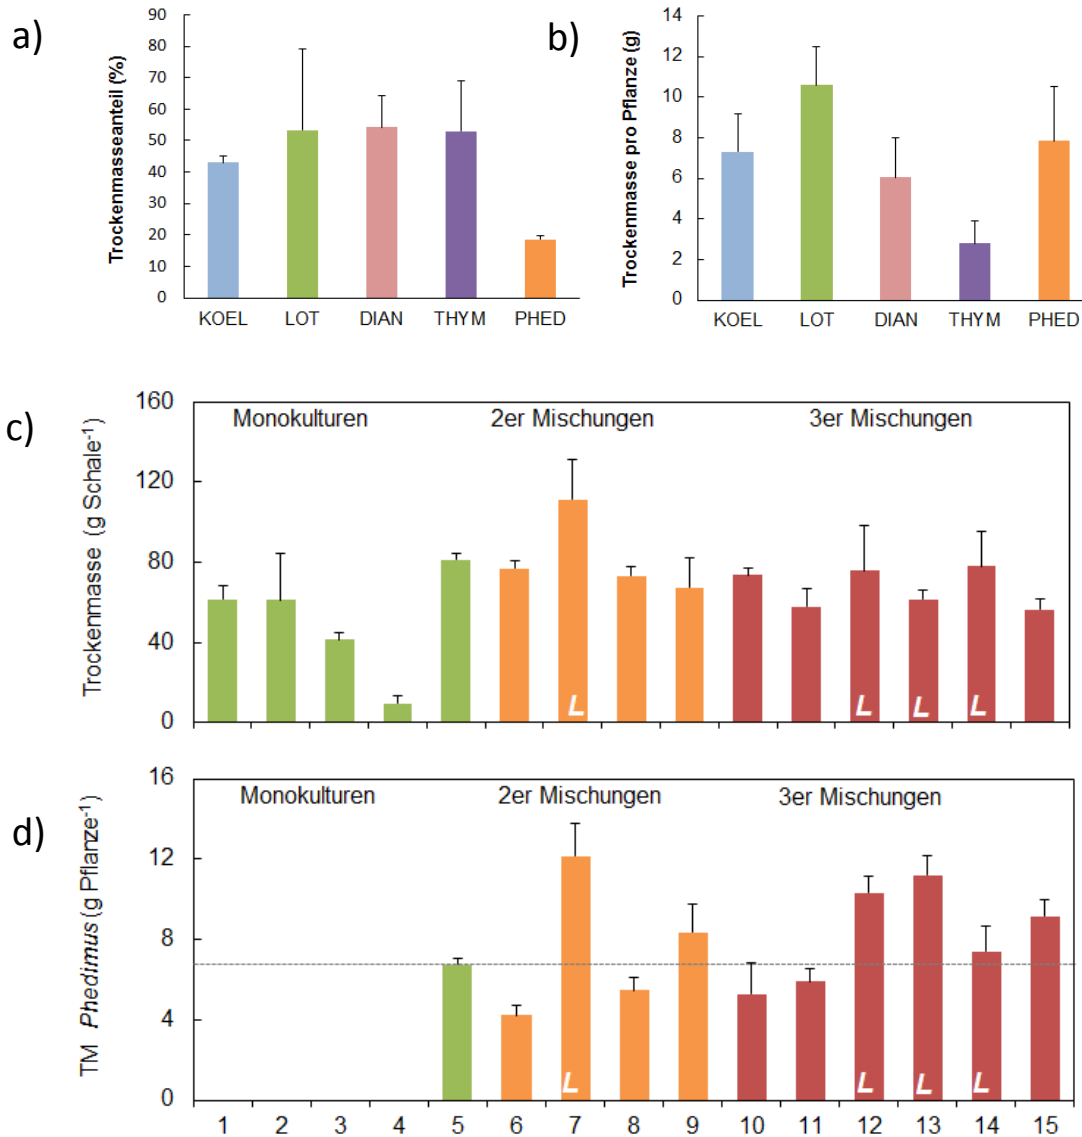 a)
Trockenmasseanteil (%)
90
80
70
60
50
40
30
20
10
0
KOEL LOT DIAN THYM PHED
b)
Trockenmasse pro Pflanze (g)
14
12
10
8
6
4
2
0
KOEL LOT DIAN THYM PHED
c)
Trockenmasse (g Schale⁻¹)
160
120
80
40
0
Monokulturen 2er Mischungen 3er Mischungen
L L L L
d)
TM Phedimus (g Pflanze⁻¹)
16
12
8
4
0
Monokulturen 2er Mischungen 3er Mischungen
L L L L
1 2 3 4 5 6 7 8 9 10 11 12 13 14 15